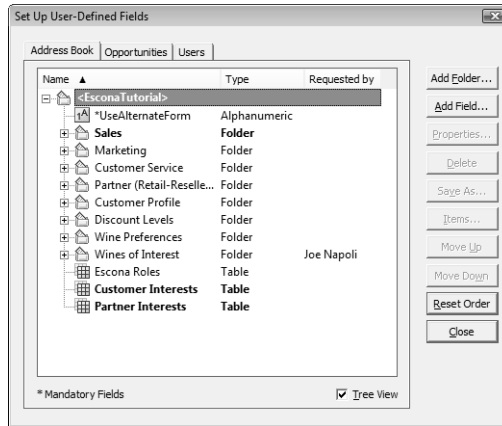 Set Up User-Defined Fields
Address Book Opportunities Users
Name ▲ Type Requested by
<EsconaTutorial>
*UseAlternateForm Alphanumeric
Sales Folder
Marketing Folder
Customer Service Folder
Partner (Retail-Reselle... Folder
Customer Profile Folder
Discount Levels Folder
Wine Preferences Folder
Wines of Interest Folder Joe Napoli
Escona Roles Table
Customer Interests Table
Partner Interests Table
* Mandatory Fields
Tree View
Add Folder...
Add Field...
Properties...
Delete
Save As...
Items...
Move Up
Move Down
Reset Order
Close